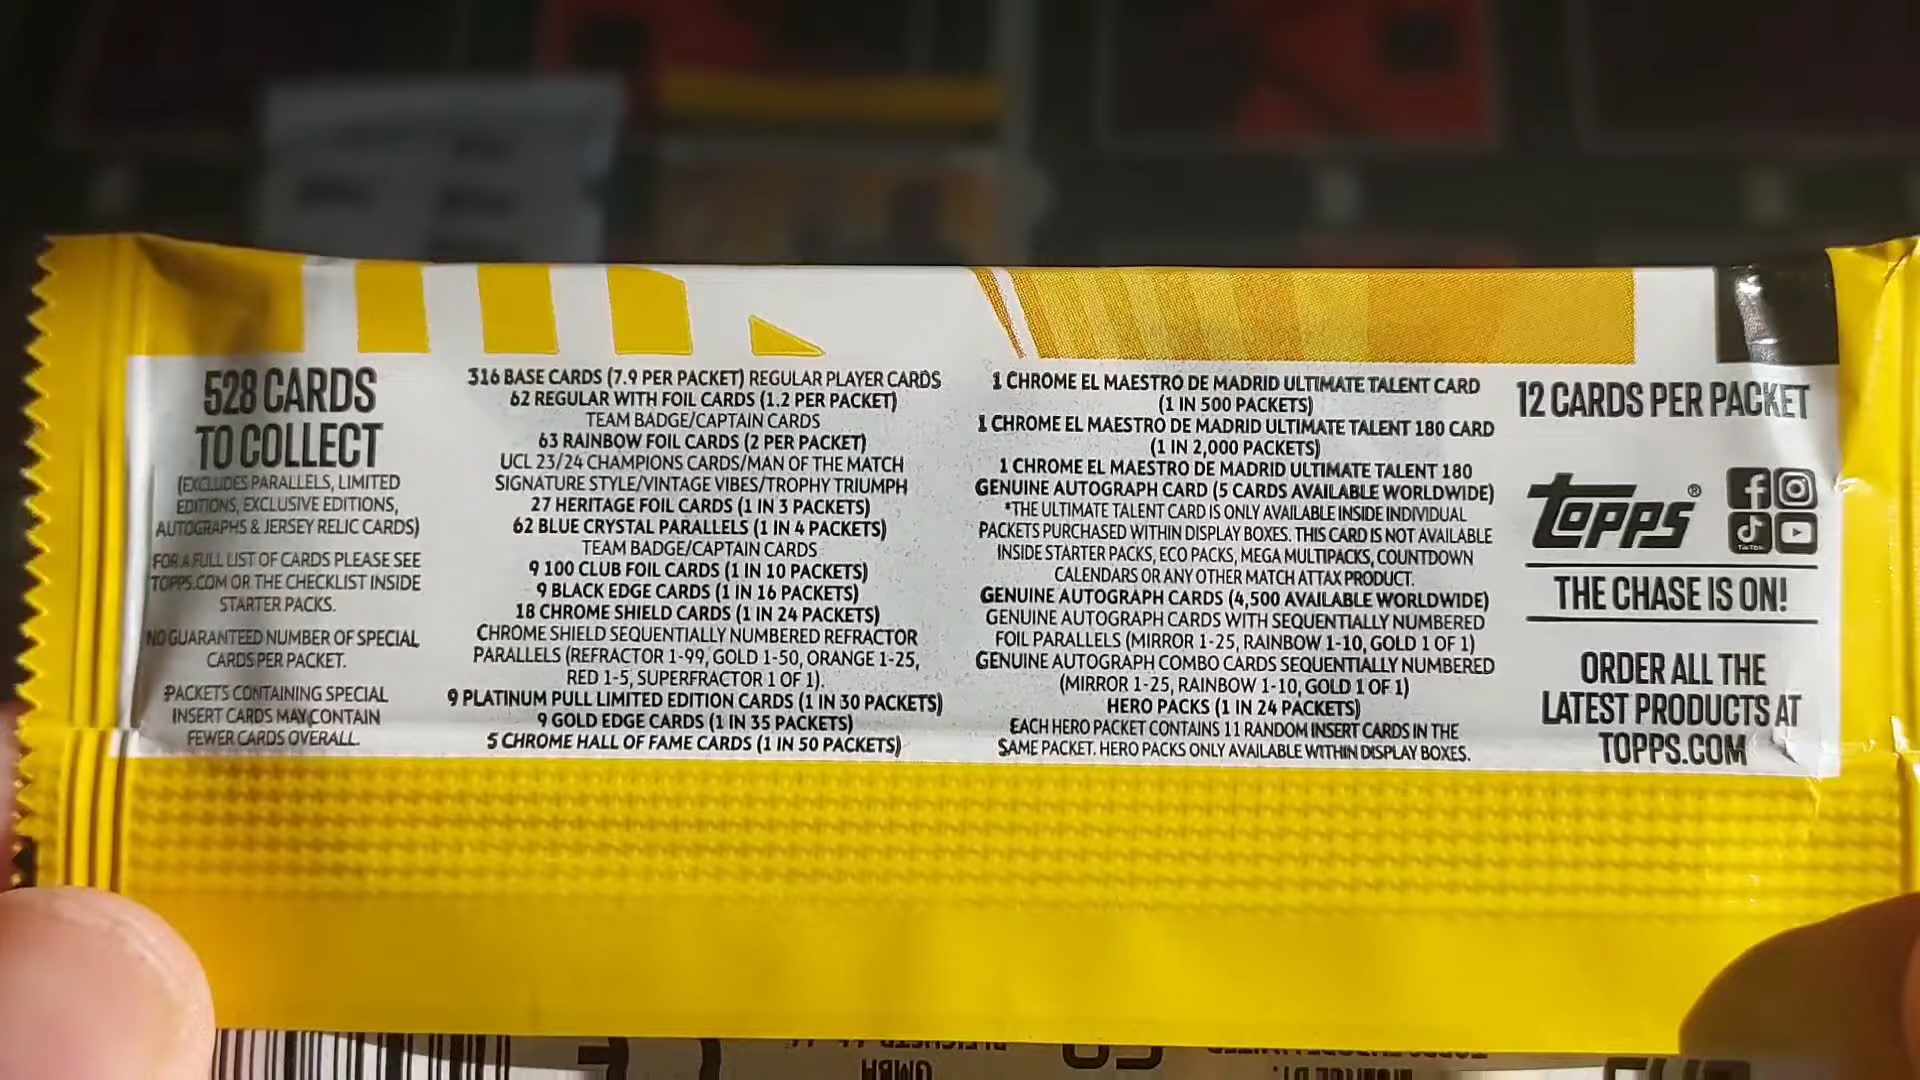 528 CARDS
TO COLLECT
(EXCLUDES PARALLELS, LIMITED
EDITIONS, EXCLUSIVE EDITIONS,
AUTOGRAPHS & JERSEY RELIC CARDS)
FOR A FULL LIST OF CARDS PLEASE SEE
TOPPS.COM OR THE CHECKLIST INSIDE
STARTER PACKS.
NO GUARANTEED NUMBER OF SPECIAL
CARDS PER PACKET.
PACKETS CONTAINING SPECIAL
INSERT CARDS MAY CONTAIN
FEWER CARDS OVERALL.
316 BASE CARDS (7.9 PER PACKET) REGULAR PLAYER CARDS
62 REGULAR WITH FOIL CARDS (1.2 PER PACKET)
TEAM BADGE/CAPTAIN CARDS
63 RAINBOW FOIL CARDS (2 PER PACKET)
UCL 23/24 CHAMPIONS CARDS/MAN OF THE MATCH
SIGNATURE STYLE/VINTAGE VIBES/TROPHY TRIUMPH
27 HERITAGE FOIL CARDS (1 IN 3 PACKETS)
62 BLUE CRYSTAL PARALLELS (1 IN 4 PACKETS)
TEAM BADGE/CAPTAIN CARDS
9 100 CLUB FOIL CARDS (1 IN 10 PACKETS)
9 BLACK EDGE CARDS (1 IN 16 PACKETS)
18 CHROME SHIELD CARDS (1 IN 24 PACKETS)
CHROME SHIELD SEQUENTIALLY NUMBERED REFRACTOR
PARALLELS (REFRACTOR 1-99, GOLD 1-50, ORANGE 1-25,
RED 1-5, SUPERFRACTOR 1 OF 1).
9 PLATINUM PULL LIMITED EDITION CARDS (1 IN 30 PACKETS)
9 GOLD EDGE CARDS (1 IN 35 PACKETS)
5 CHROME HALL OF FAME CARDS (1 IN 50 PACKETS)
1 CHROME EL MAESTRO DE MADRID ULTIMATE TALENT CARD
(1 IN 500 PACKETS)
1 CHROME EL MAESTRO DE MADRID ULTIMATE TALENT 180 CARD
(1 IN 2,000 PACKETS)
1 CHROME EL MAESTRO DE MADRID ULTIMATE TALENT 180
GENUINE AUTOGRAPH CARD (5 CARDS AVAILABLE WORLDWIDE)
*THE ULTIMATE TALENT CARD IS ONLY AVAILABLE INSIDE INDIVIDUAL
PACKETS PURCHASED WITHIN DISPLAY BOXES. THIS CARD IS NOT AVAILABLE
INSIDE STARTER PACKS, ECO PACKS, MEGA MULTIPACKS, COUNTDOWN
CALENDARS OR ANY OTHER MATCH ATTAX PRODUCT.
GENUINE AUTOGRAPH CARDS (4,500 AVAILABLE WORLDWIDE)
GENUINE AUTOGRAPH CARDS WITH SEQUENTIALLY NUMBERED
FOIL PARALLELS (MIRROR 1-25, RAINBOW 1-10, GOLD 1 OF 1)
GENUINE AUTOGRAPH COMBO CARDS SEQUENTIALLY NUMBERED
(MIRROR 1-25, RAINBOW 1-10, GOLD 1 OF 1)
HERO PACKS (1 IN 24 PACKETS)
EACH HERO PACKET CONTAINS 11 RANDOM INSERT CARDS IN THE
SAME PACKET. HERO PACKS ONLY AVAILABLE WITHIN DISPLAY BOXES.
12 CARDS PER PACKET
topps®
TikTok
THE CHASE IS ON!
ORDER ALL THE
LATEST PRODUCTS AT
TOPPS.COM
GMBH